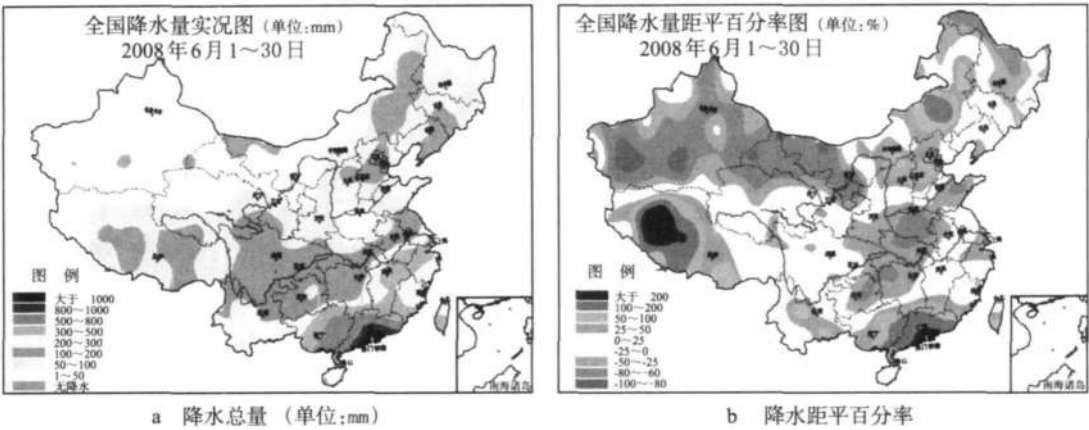 全国降水量实况图 (单位:mm)
2008年6月1～30日
图 例
大于 1000
800～1000
500～800
300～500
200～300
100～200
50～100
1～50
无降水
南海诸岛
a 降水总量 (单位:mm)
全国降水量距平百分率图 (单位:%)
2008年6月1～30日
图 例
大于 200
100～200
50～100
25～50
0～25
-25～0
-50～-25
-80～-60
-100～-80
南海诸岛
b 降水距平百分率